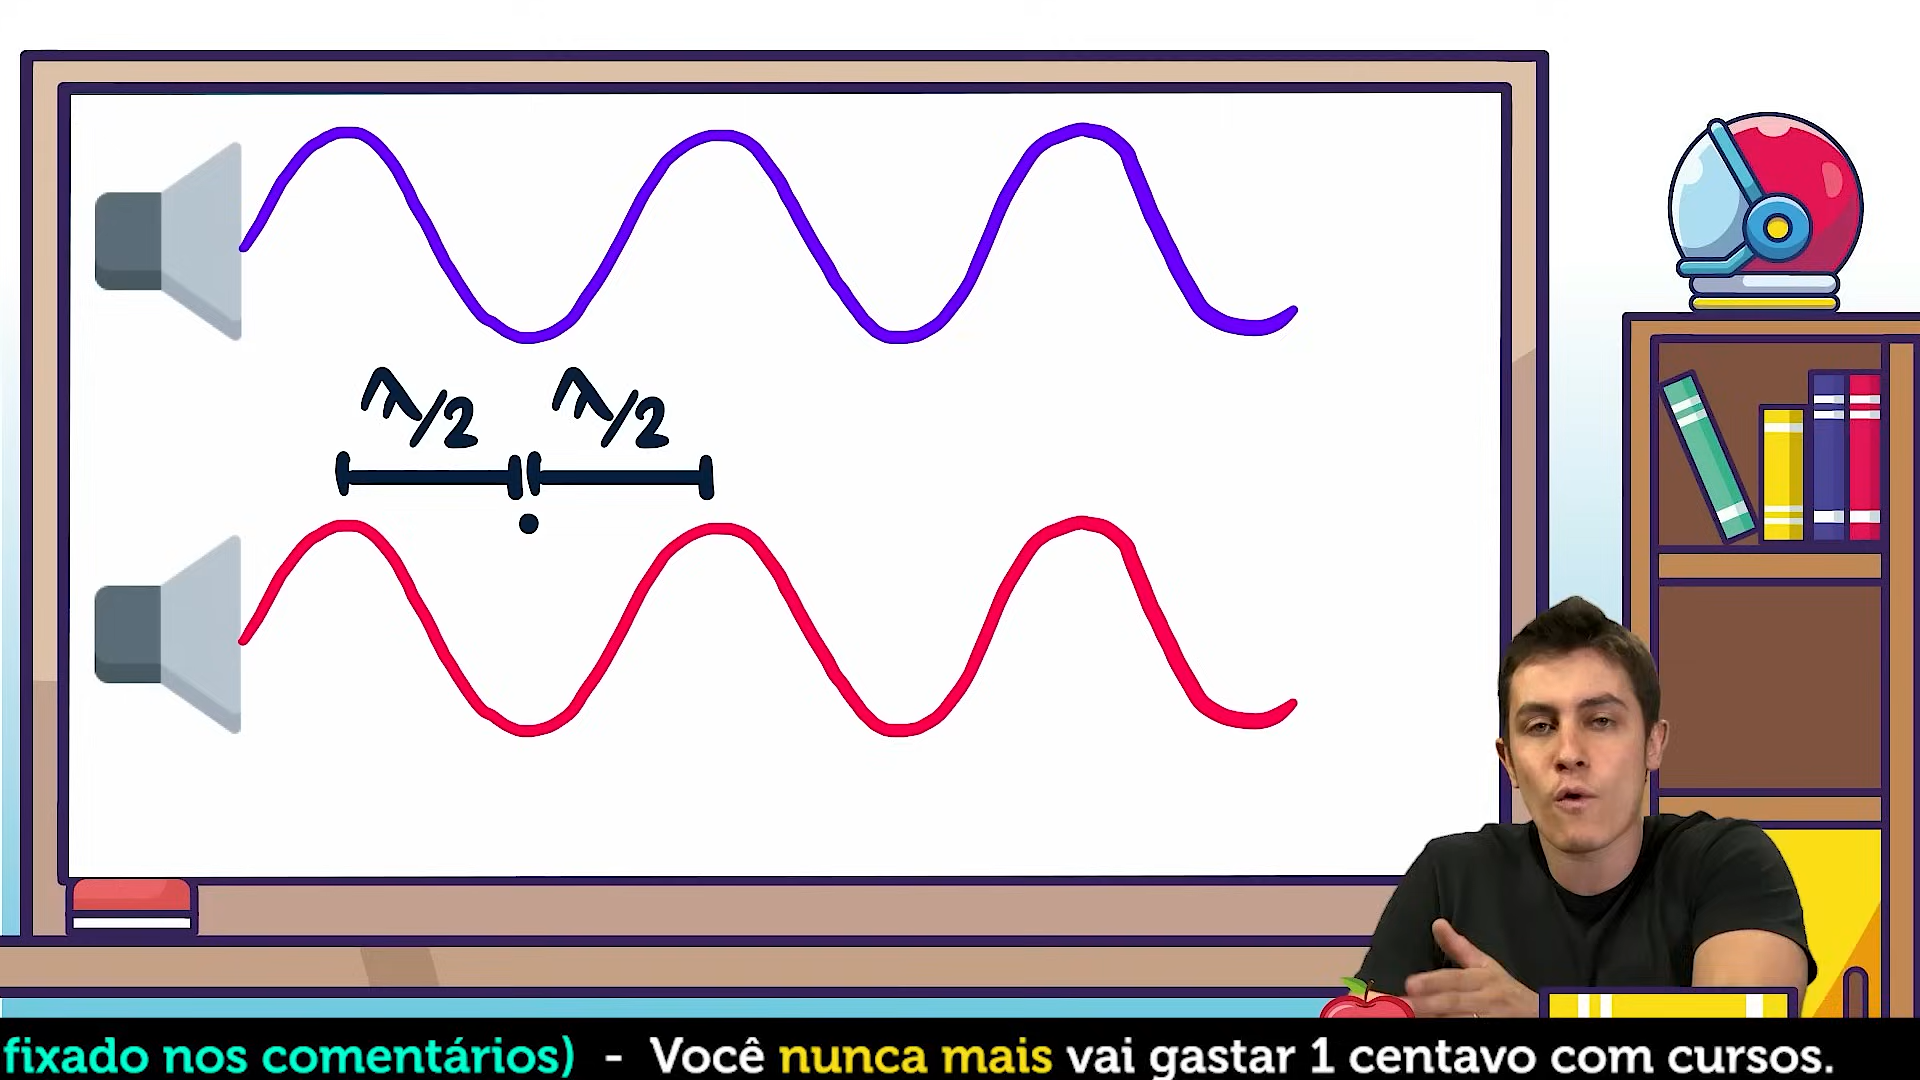 λ/2 λ/2
fixado nos comentários) - Você nunca mais vai gastar 1 centavo com cursos.